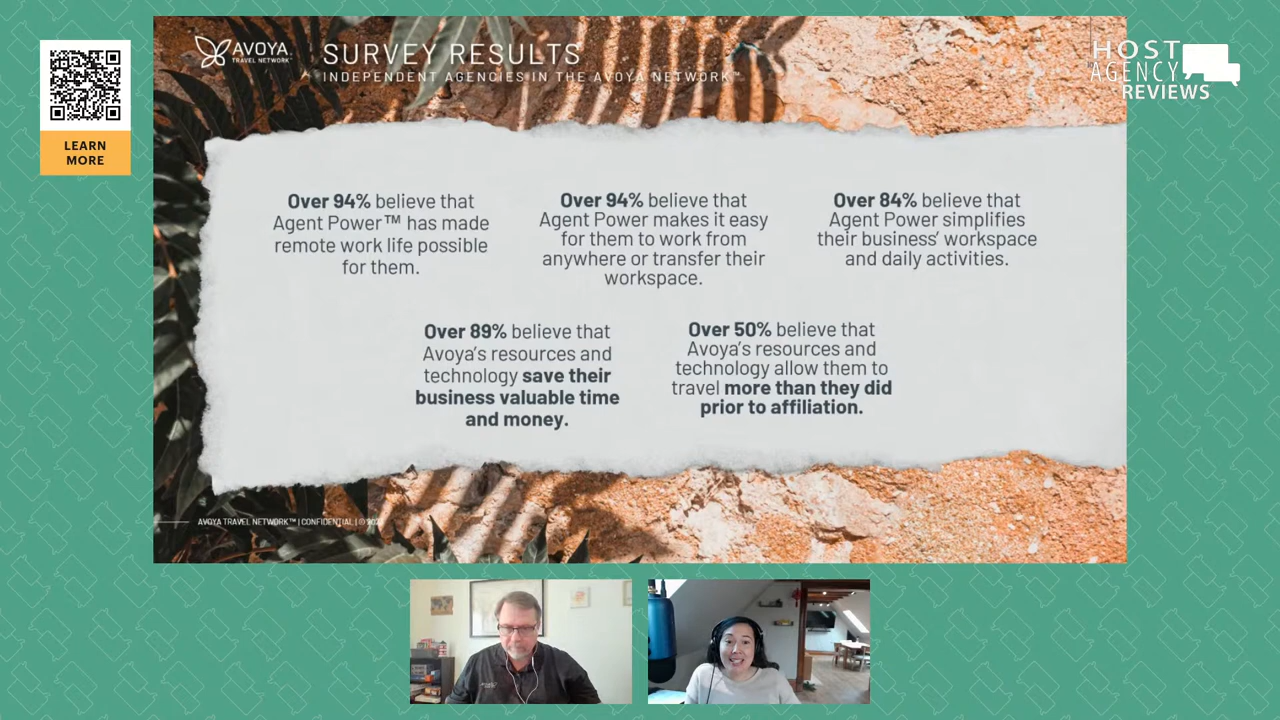 LEARN
MORE
AVOYA
TRAVEL NETWORK™
SURVEY RESULTS
INDEPENDENT AGENCIES IN THE AVOYA NETWORK™
HOST
AGENCY
REVIEWS
Over 94% believe that
Agent Power™ has made
remote work life possible
for them.
Over 94% believe that
Agent Power makes it easy
for them to work from
anywhere or transfer their
workspace.
Over 84% believe that
Agent Power simplifies
their business’ workspace
and daily activities.
Over 89% believe that
Avoya’s resources and
technology save their
business valuable time
and money.
Over 50% believe that
Avoya’s resources and
technology allow them to
travel more than they did
prior to affiliation.
AVOYA TRAVEL NETWORK™ | CONFIDENTIAL | ©